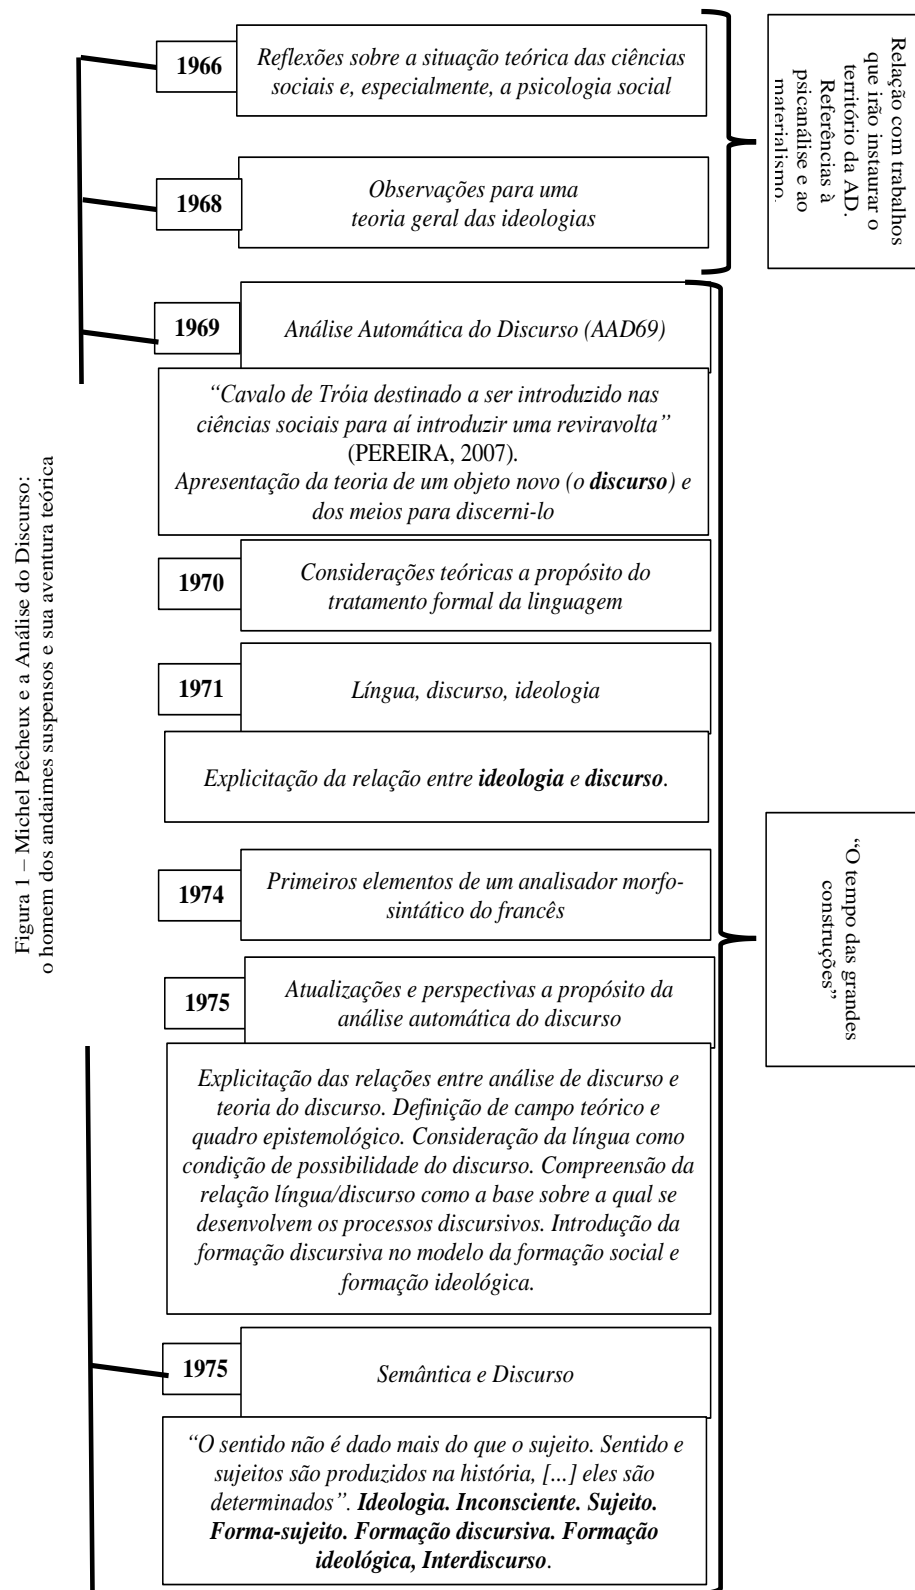 Figura 1 – Michel Pêcheux e a Análise do Discurso:
o homem dos andaimes suspensos e sua aventura teórica
1966
Reflexões sobre a situação teórica das ciências
sociais e, especialmente, a psicologia social
1968
Observações para uma
teoria geral das ideologias
Relação com trabalhos
que irão instaurar o
território da AD.
Referências à
psicanálise e ao
materialismo.
1969
Análise Automática do Discurso (AAD69)
“Cavalo de Tróia destinado a ser introduzido nas
ciências sociais para aí introduzir uma reviravolta”
(PEREIRA, 2007).
Apresentação da teoria de um objeto novo (o discurso) e
dos meios para discerni-lo
1970
Considerações teóricas a propósito do
tratamento formal da linguagem
1971
Língua, discurso, ideologia
Explicitação da relação entre ideologia e discurso.
1974
Primeiros elementos de um analisador morfo-
sintático do francês
“O tempo das grandes
construções”
1975
Atualizações e perspectivas a propósito da
análise automática do discurso
Explicitação das relações entre análise de discurso e
teoria do discurso. Definição de campo teórico e
quadro epistemológico. Consideração da língua como
condição de possibilidade do discurso. Compreensão da
relação língua/discurso como a base sobre a qual se
desenvolvem os processos discursivos. Introdução da
formação discursiva no modelo da formação social e
formação ideológica.
1975
Semântica e Discurso
“O sentido não é dado mais do que o sujeito. Sentido e
sujeitos são produzidos na história, [...] eles são
determinados”. Ideologia. Inconsciente. Sujeito.
Forma-sujeito. Formação discursiva. Formação
ideológica, Interdiscurso.